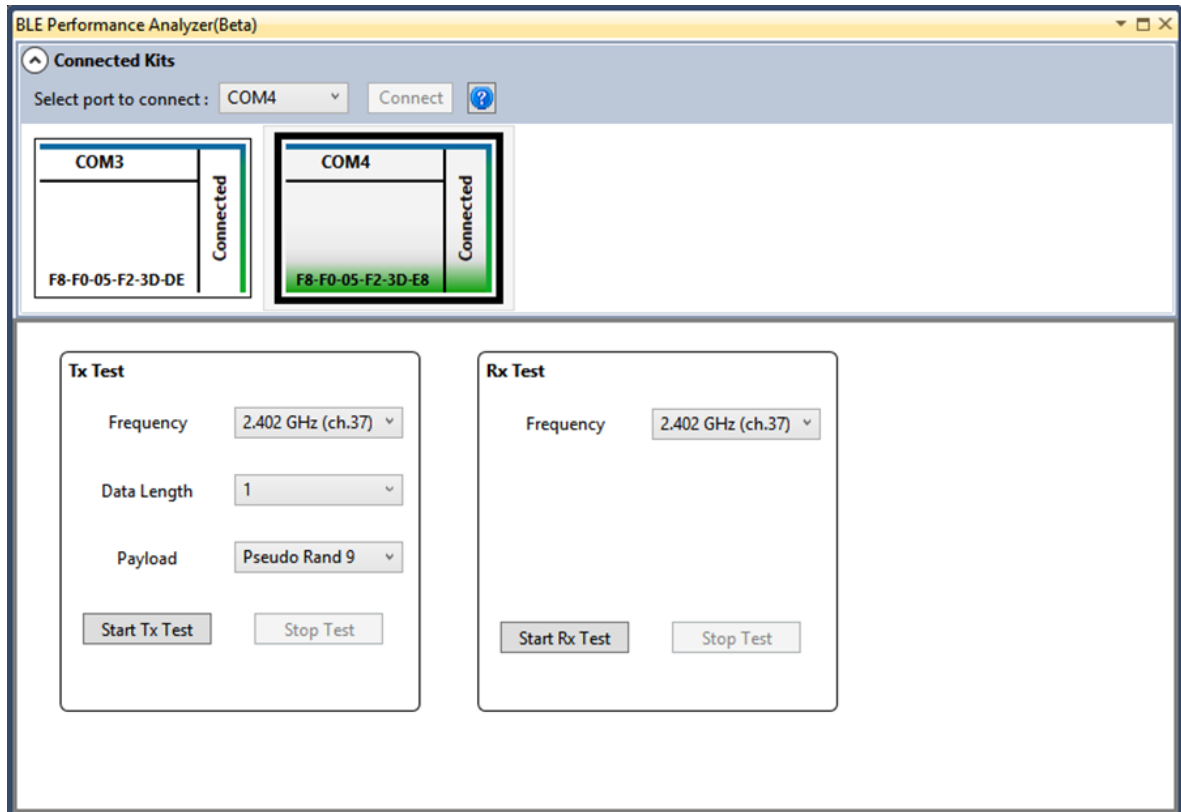 BLE Performance Analyzer(Beta)
Connected Kits
Select port to connect : COM4 Connect ?
COM3
Connected
F8-F0-05-F2-3D-DE
COM4
Connected
F8-F0-05-F2-3D-E8
Tx Test
Frequency 2.402 GHz (ch.37)
Data Length 1
Payload Pseudo Rand 9
Start Tx Test Stop Test
Rx Test
Frequency 2.402 GHz (ch.37)
Start Rx Test Stop Test